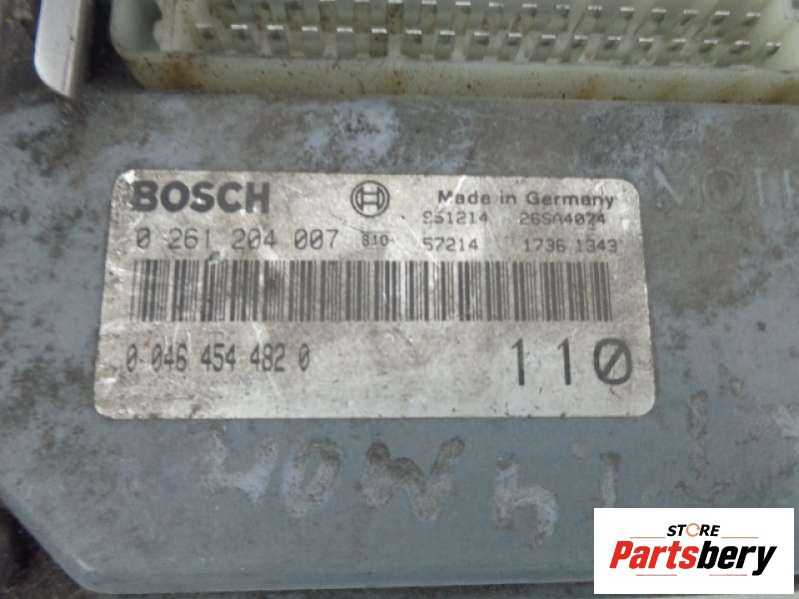 BOSCH Made in Germany
951214 26SA4074
0 261 204 007 810- 57214 1736 1343
0 046 454 482 0 110
MOT
STORE
Partsbery